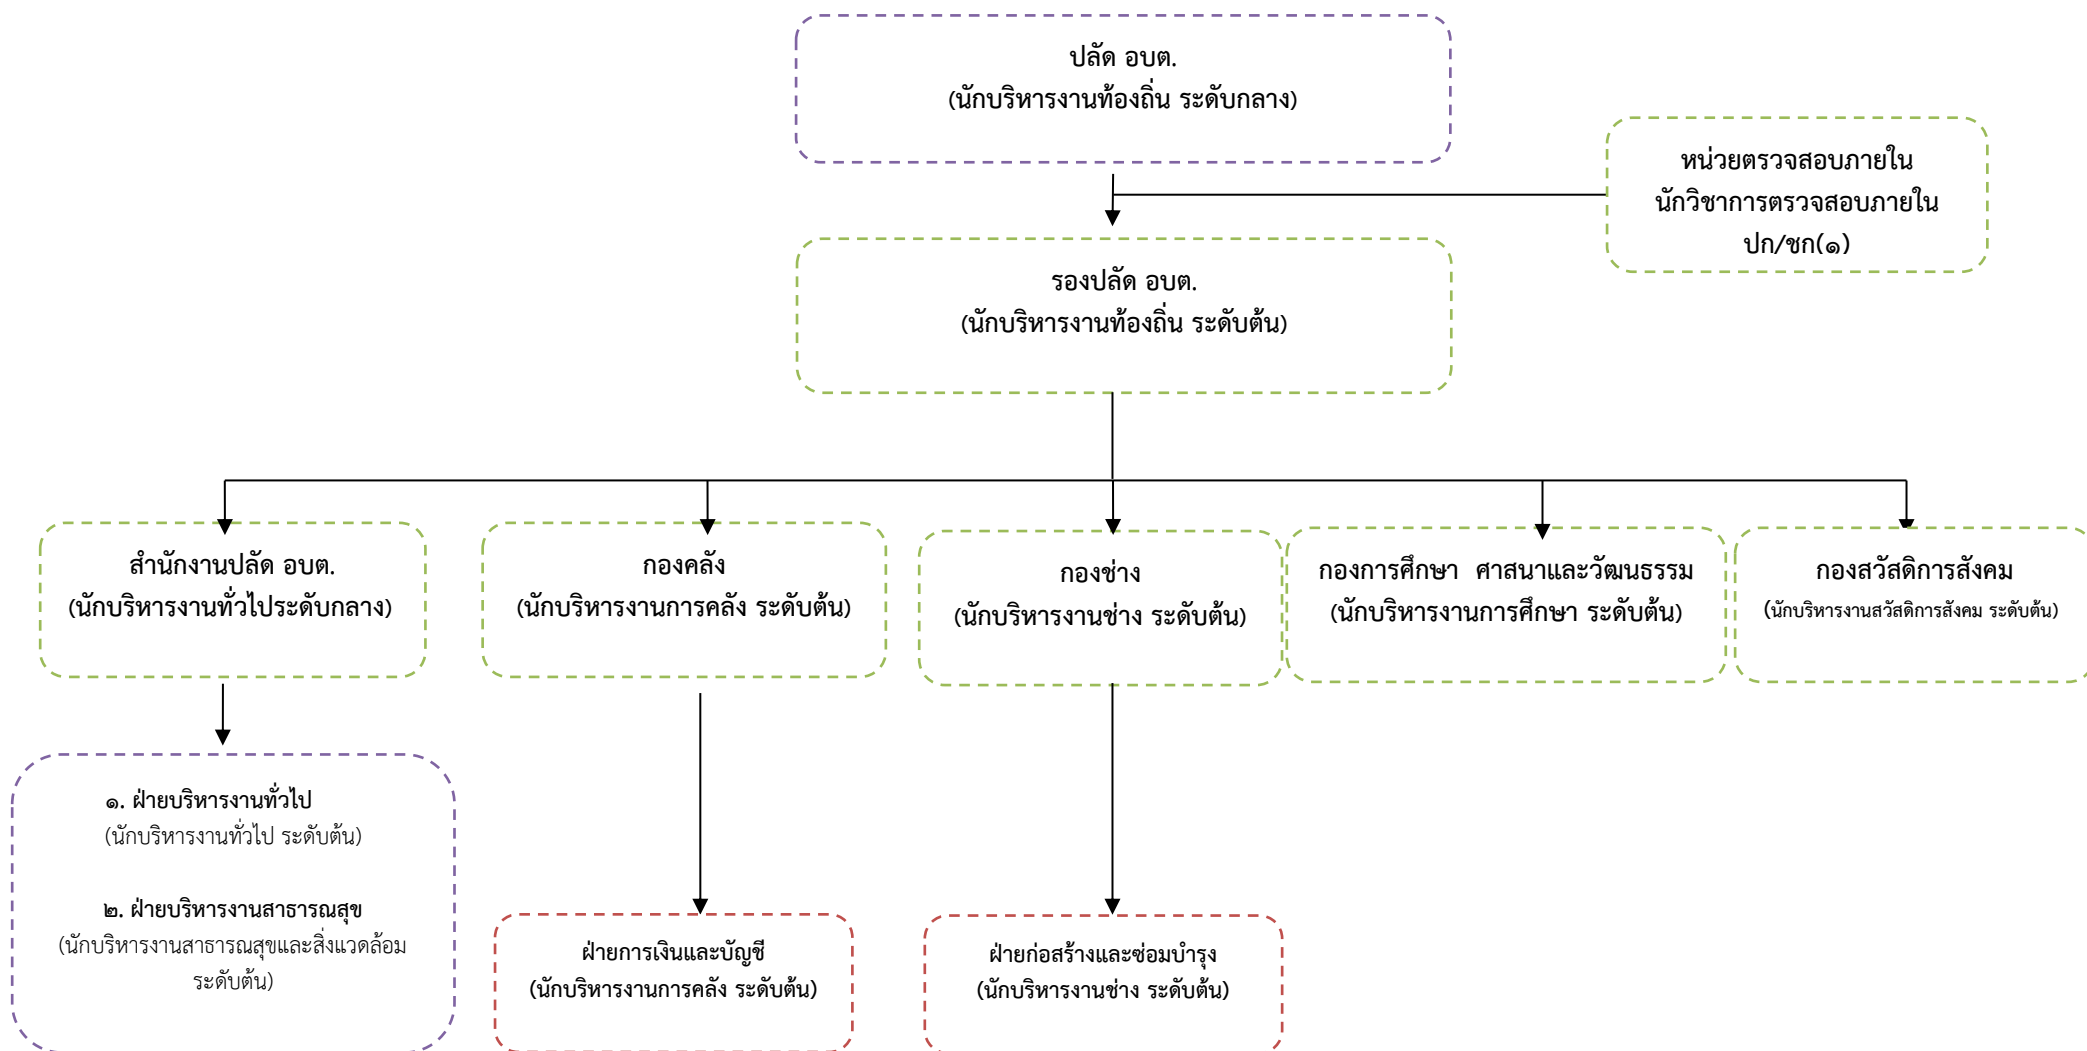 ปลัด อบต.
(นักบริหารงานท้องถิ่น ระดับกลาง)
หน่วยตรวจสอบภายใน
นักวิชาการตรวจสอบภายใน
ปก/ชก(๑)
รองปลัด อบต.
(นักบริหารงานท้องถิ่น ระดับต้น)
สำนักงานปลัด อบต.
(นักบริหารงานทั่วไประดับกลาง)
กองคลัง
(นักบริหารงานการคลัง ระดับต้น)
กองช่าง
(นักบริหารงานช่าง ระดับต้น)
กองการศึกษา ศาสนาและวัฒนธรรม
(นักบริหารงานการศึกษา ระดับต้น)
กองสวัสดิการสังคม
(นักบริหารงานสวัสดิการสังคม ระดับต้น)
๑. ฝ่ายบริหารงานทั่วไป
(นักบริหารงานทั่วไป ระดับต้น)
๒. ฝ่ายบริหารงานสาธารณสุข
(นักบริหารงานสาธารณสุขและสิ่งแวดล้อม
ระดับต้น)
ฝ่ายการเงินและบัญชี
(นักบริหารงานการคลัง ระดับต้น)
ฝ่ายก่อสร้างและซ่อมบำรุง
(นักบริหารงานช่าง ระดับต้น)